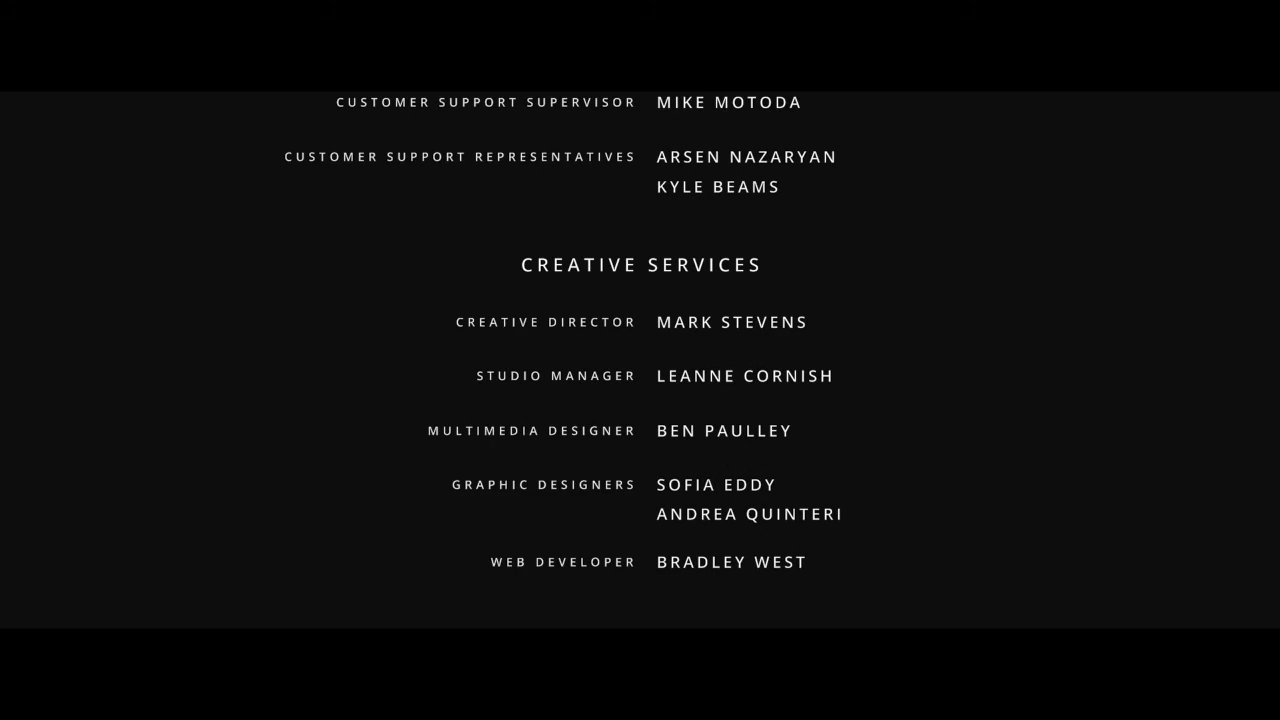 CUSTOMER SUPPORT SUPERVISOR MIKE MOTODA
CUSTOMER SUPPORT REPRESENTATIVES ARSEN NAZARYAN
KYLE BEAMS
CREATIVE SERVICES
CREATIVE DIRECTOR MARK STEVENS
STUDIO MANAGER LEANNE CORNISH
MULTIMEDIA DESIGNER BEN PAULLEY
GRAPHIC DESIGNERS SOFIA EDDY
ANDREA QUINTERI
WEB DEVELOPER BRADLEY WEST